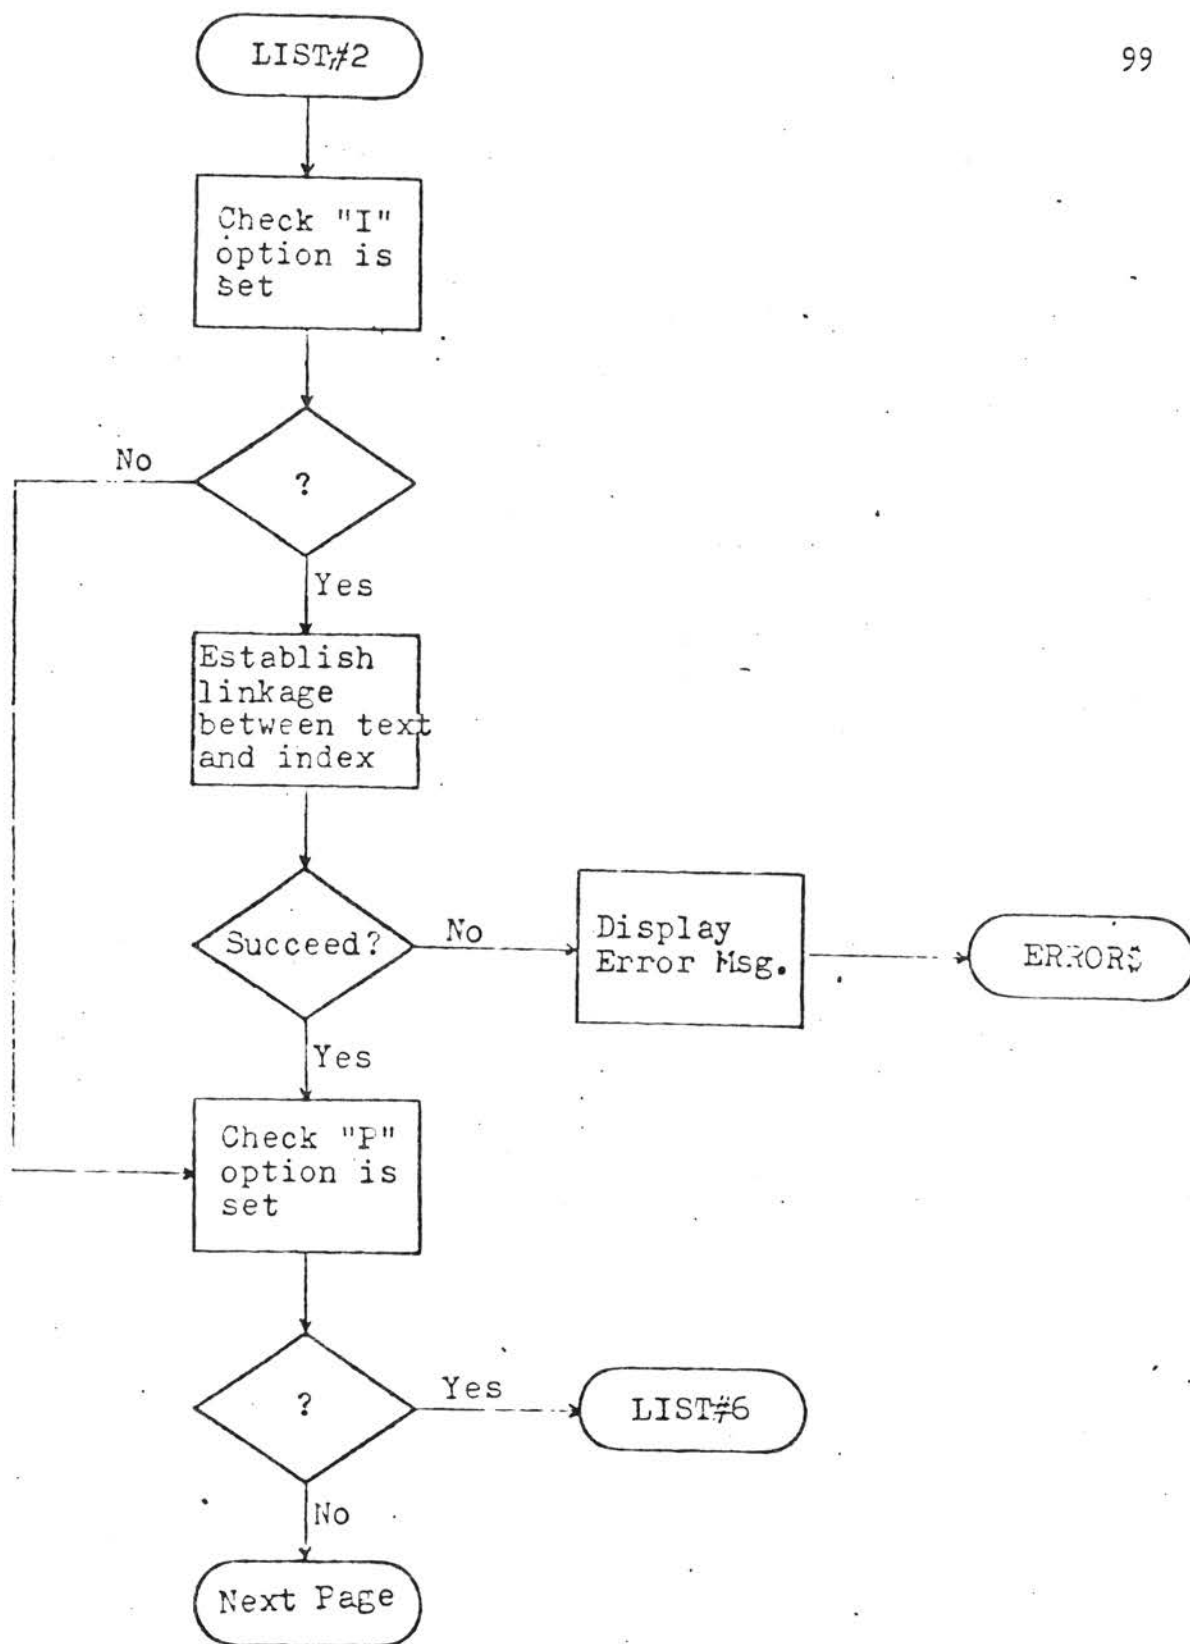 99
LIST#2
Check "I"
option is
set
No
?
Yes
Establish
linkage
between text
and index
Succeed?
No
Display
Error Msg.
ERROR$
Yes
Check "P"
option is
set
?
Yes
LIST#6
No
Next Page